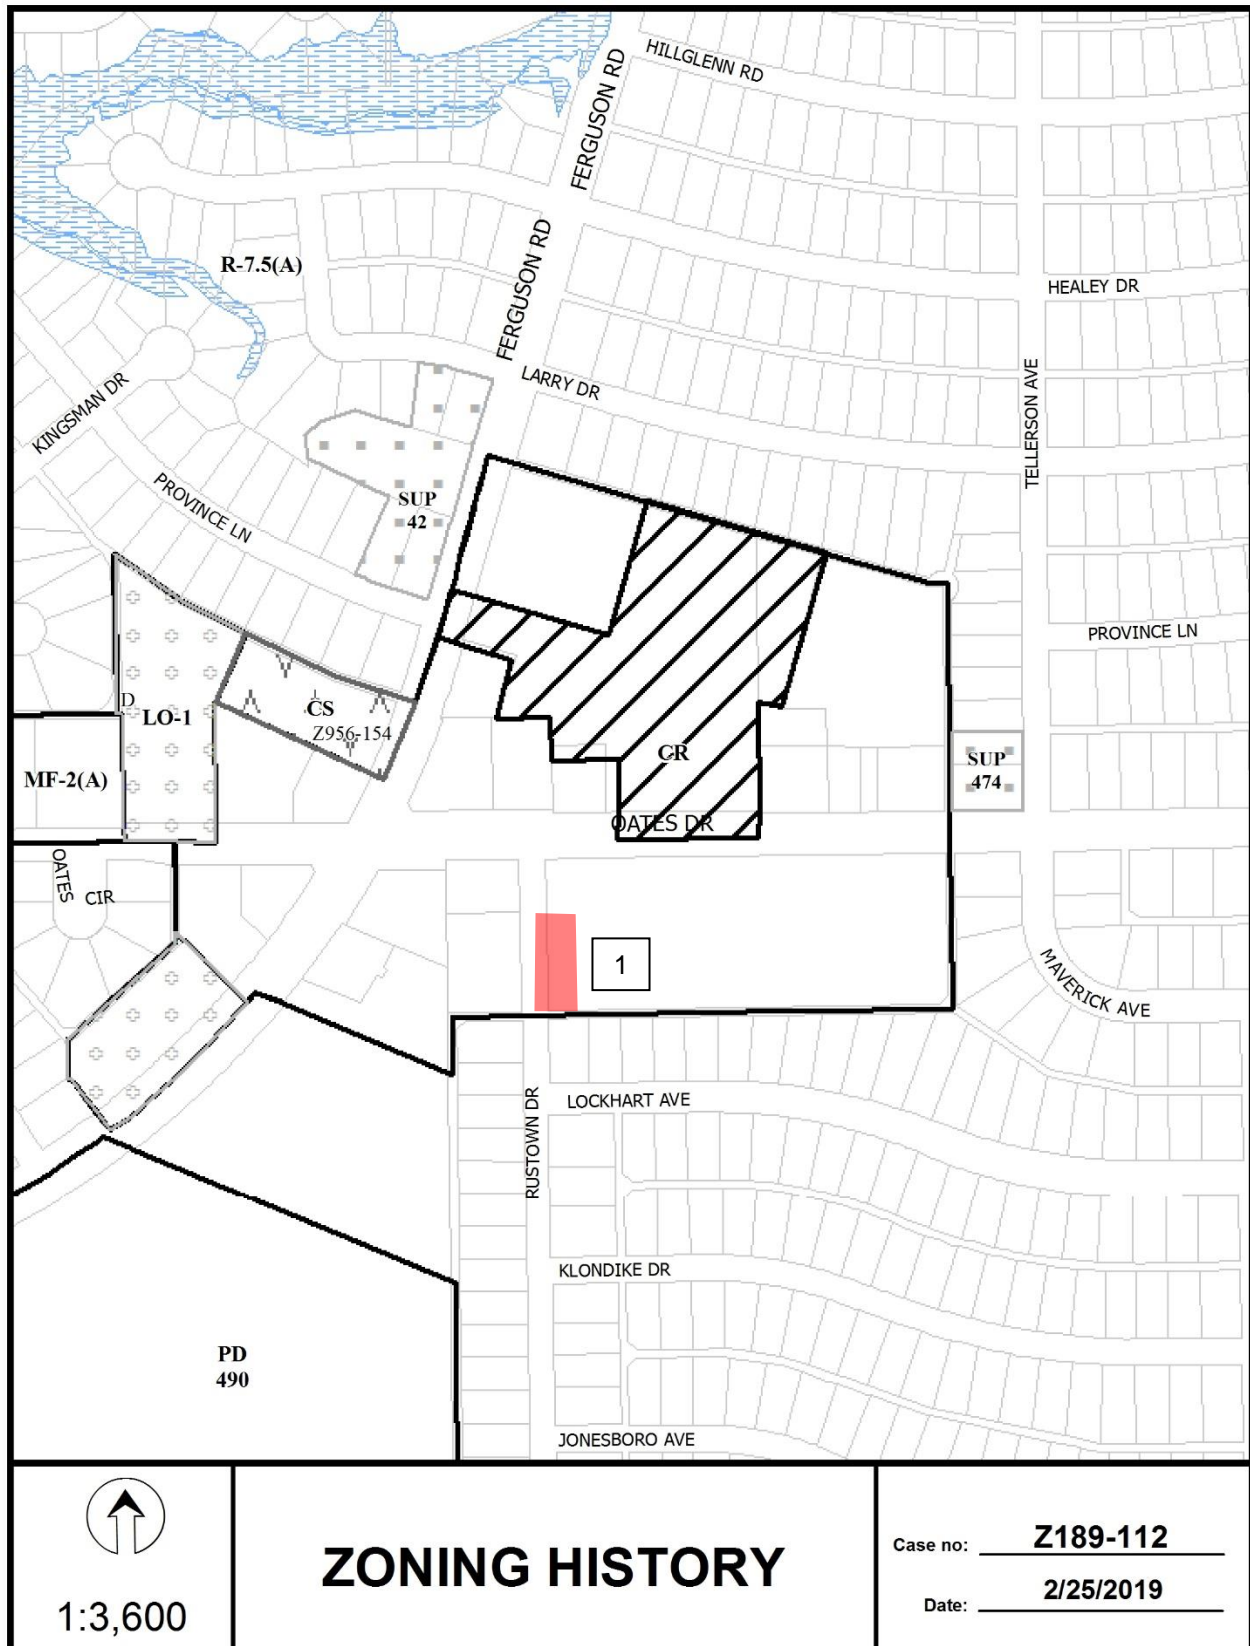 HILLGLENN RD
FERGUSON RD
FERGUSON RD
R-7.5(A)
HEALEY DR
LARRY DR
TELLERSON AVE
KINGSMAN DR
PROVINCE LN
SUP
42
PROVINCE LN
D
LO-1
CS
Z956-154
MF-2(A)
CR
SUP
474
OATES DR
OATES
CIR
1
MAVERICK AVE
LOCKHART AVE
RUSTOWN DR
KLONDIKE DR
PD
490
JONESBORO AVE
1:3,600
ZONING HISTORY
Case no: Z189-112
Date: 2/25/2019